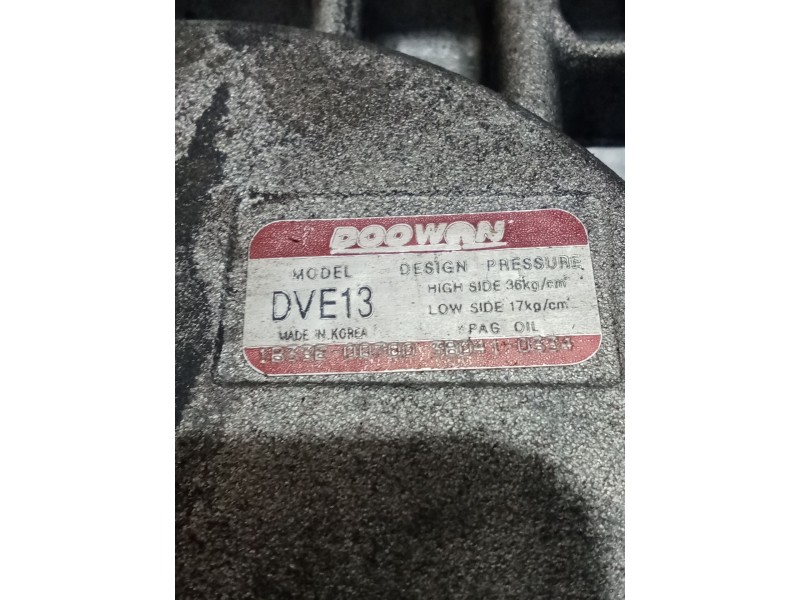 DOOWON
MODEL
DESIGN PRESSURE
DVE13
HIGH SIDE 36kg/cm²
LOW SIDE 17kg/cm²
MADE IN KOREA
PAG OIL